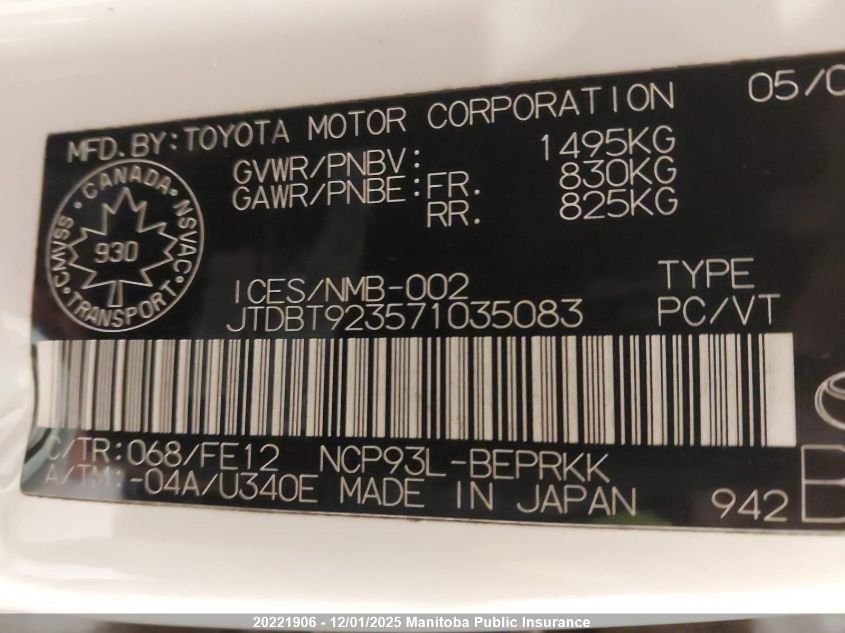 MFD. BY: TOYOTA MOTOR CORPORATION 05/0
GVWR/PNBV: 1495KG
GAWR/PNBE: FR. 830KG
RR. 825KG
CANADA
CMVSS 930 NSVAC
TRANSPORT
ICES/NMB-002 TYPE
JTDBT923571035083 PC/VT
C/TR: 068/FE12 NCP93L-BEPRKK
A/TM: -04A/U340E MADE IN JAPAN 942
20221906 - 12/01/2025 Manitoba Public Insurance